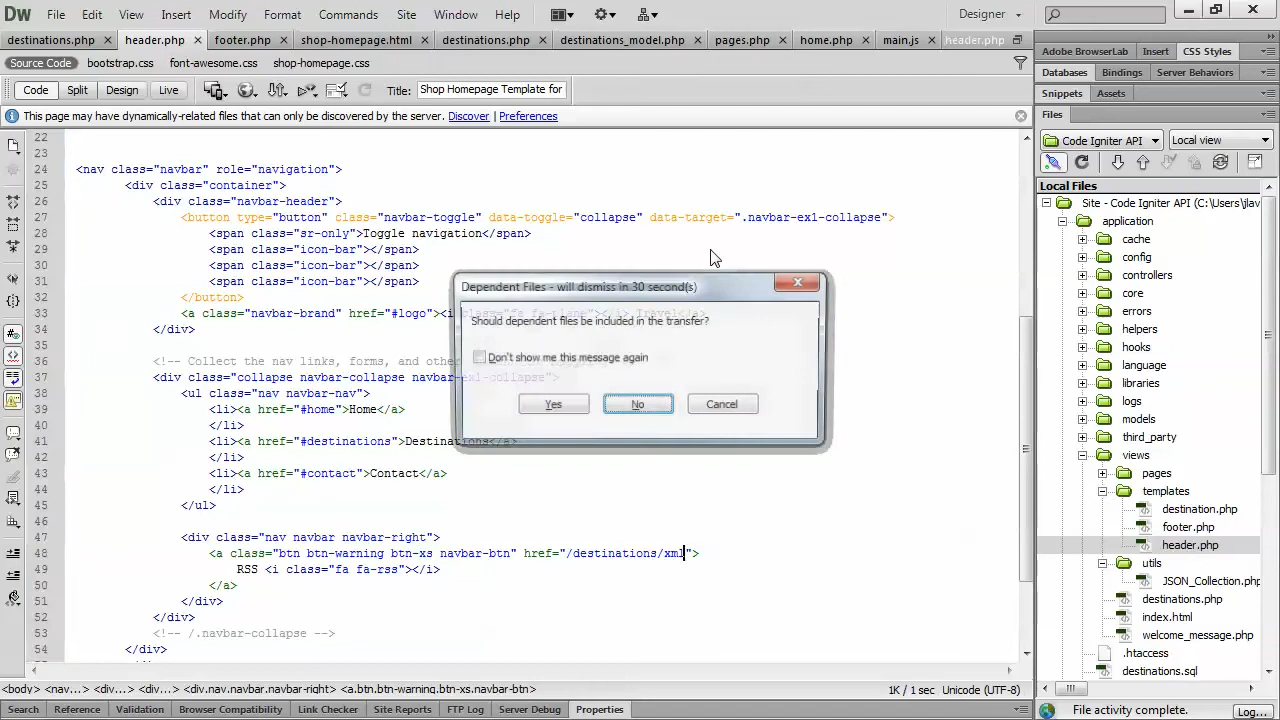 Dw File Edit View Insert Modify Format Commands Site Window Help Designer
destinations.php × header.php × footer.php × shop-homepage.html × destinations.php × destinations_model.php × pages.php × home.php × main.js × header.php
Source Code bootstrap.css font-awesome.css shop-homepage.css
Code Split Design Live Title: Shop Homepage Template for
This page may have dynamically-related files that can only be discovered by the server. Discover | Preferences
22
23
24 <nav class="navbar" role="navigation">
25 <div class="container">
26 <div class="navbar-header">
27 <button type="button" class="navbar-toggle" data-toggle="collapse" data-target=".navbar-ex1-collapse">
28 <span class="sr-only">Toggle navigation</span>
29 <span class="icon-bar"></span>
30 <span class="icon-bar"></span>
31 <span class="icon-bar"></span>
32 </button>
33 <a class="navbar-brand" href="#logo"><i class="fa fa-plane"></i> Travel</a>
34 </div>
35
36 <!-- Collect the nav links, forms, and other
37 <div class="collapse navbar-collapse navbar-ex1-collapse">
38 <ul class="nav navbar-nav">
39 <li><a href="#home">Home</a>
40 </li>
41 <li><a href="#destinations">Destinations</a>
42 </li>
43 <li><a href="#contact">Contact</a>
44 </li>
45 </ul>
46
47 <div class="nav navbar navbar-right">
48 <a class="btn btn-warning btn-xs navbar-btn" href="/destinations/xml">
49 RSS <i class="fa fa-rss"></i>
50 </a>
51 </div>
52 </div>
53 <!-- /.navbar-collapse -->
54 </div>
Dependent Files - will dismiss in 30 second(s)
Should dependent files be included in the transfer?
Don't show me this message again
Yes No Cancel
<body> <nav...> <div...> <div...> <div.nav.navbar.navbar-right> <a.btn.btn-warning.btn-xs.navbar-btn> 1K / 1 sec Unicode (UTF-8)
Search Reference Validation Browser Compatibility Link Checker Site Reports FTP Log Server Debug Properties
Adobe BrowserLab Insert CSS Styles
Databases Bindings Server Behaviors
Snippets Assets
Files
Code Igniter API Local view
Local Files
Site - Code Igniter API (C:\Users\jlav
application
cache
config
controllers
core
errors
helpers
hooks
language
libraries
logs
models
third_party
views
pages
templates
destination.php
footer.php
header.php
utils
JSON_Collection.php
destinations.php
index.html
welcome_message.php
.htaccess
destinations.sql
File activity complete. Log...